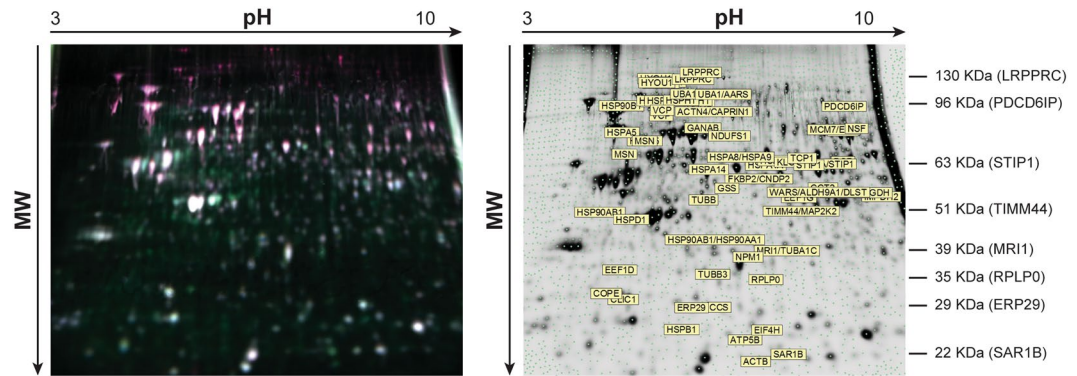 3 pH 10
3 pH 10
MW
MW
LRPPRC
LRPPRC
HYOU1
UBA1
UBA1/AARS
HSP90B
PDCD6IP
VCP
ACTN4/CAPRIN1
VCP
GANAB
MCM7/E
NSF
HSPA5
NDUFS1
MSN
MSN
HSPA8/HSPA9
TCP1
STIP1
HSPA14
FKBP2/CNDP2
GSS
WARS/ALDH9A1/DLST
GDH
TUBB
HSP90AB1
TIMM44/MAP2K2
HSPD1
HSP90AB1/HSP90AA1
MRI1/TUBA1C
NPM1
EEF1D
TUBB3
RPLP0
COPE
CLIC1
ERP29
CCS
HSPB1
EIF4H
ATP5B
SAR1B
ACTB
130 KDa (LRPPRC)
96 KDa (PDCD6IP)
63 KDa (STIP1)
51 KDa (TIMM44)
39 KDa (MRI1)
35 KDa (RPLP0)
29 KDa (ERP29)
22 KDa (SAR1B)